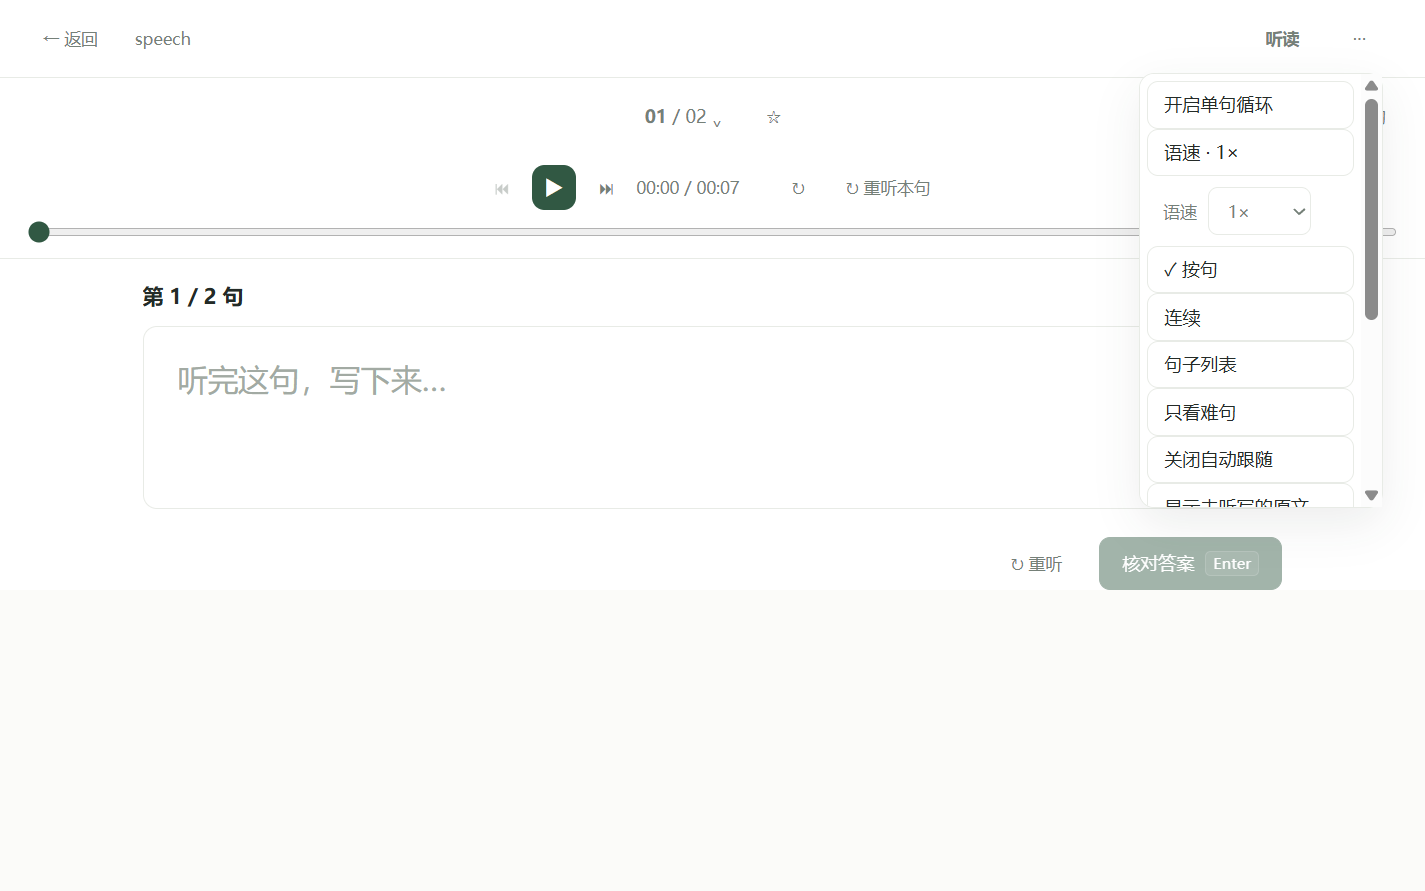 ← 返回 speech 听读 ...
01 / 02 ☆
00:00 / 00:07 ↻ ↻ 重听本句
第 1 / 2 句
听完这句，写下来...
↻ 重听 核对答案 Enter
开启单句循环
语速 · 1×
语速 1×
✓ 按句
连续
句子列表
只看难句
关闭自动跟随